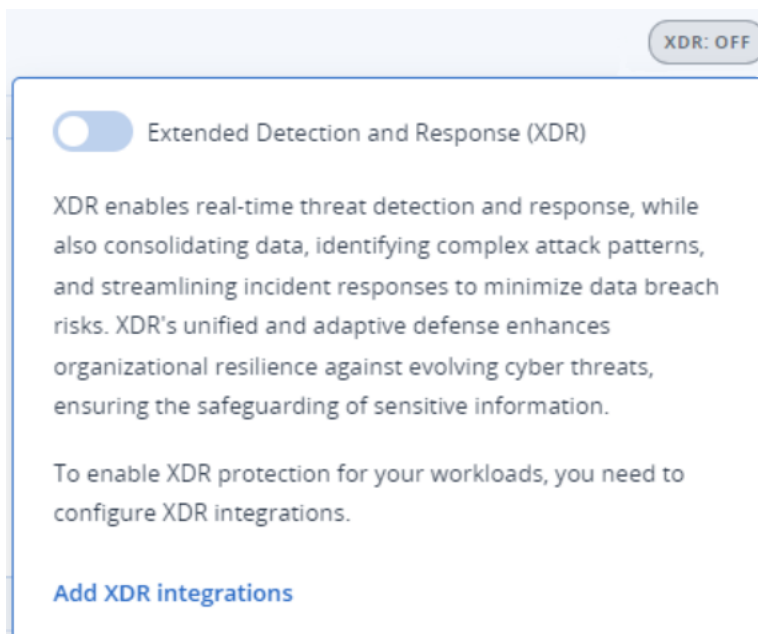 XDR: OFF
Extended Detection and Response (XDR)
XDR enables real-time threat detection and response, while
also consolidating data, identifying complex attack patterns,
and streamlining incident responses to minimize data breach
risks. XDR's unified and adaptive defense enhances
organizational resilience against evolving cyber threats,
ensuring the safeguarding of sensitive information.
To enable XDR protection for your workloads, you need to
configure XDR integrations.
Add XDR integrations